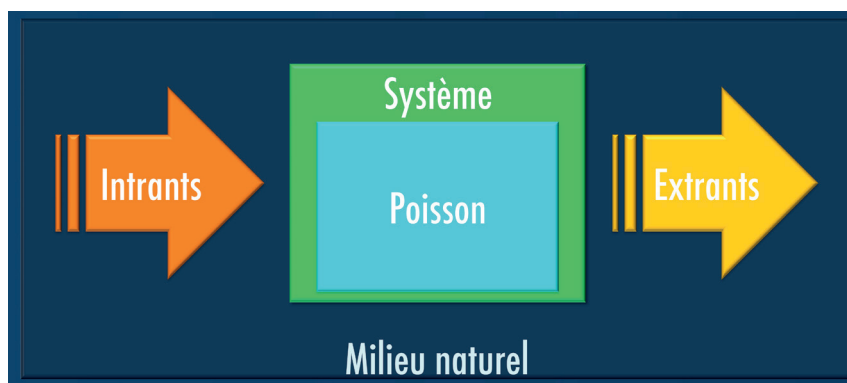 Système
Intrants
Poisson
Extrants
Milieu naturel